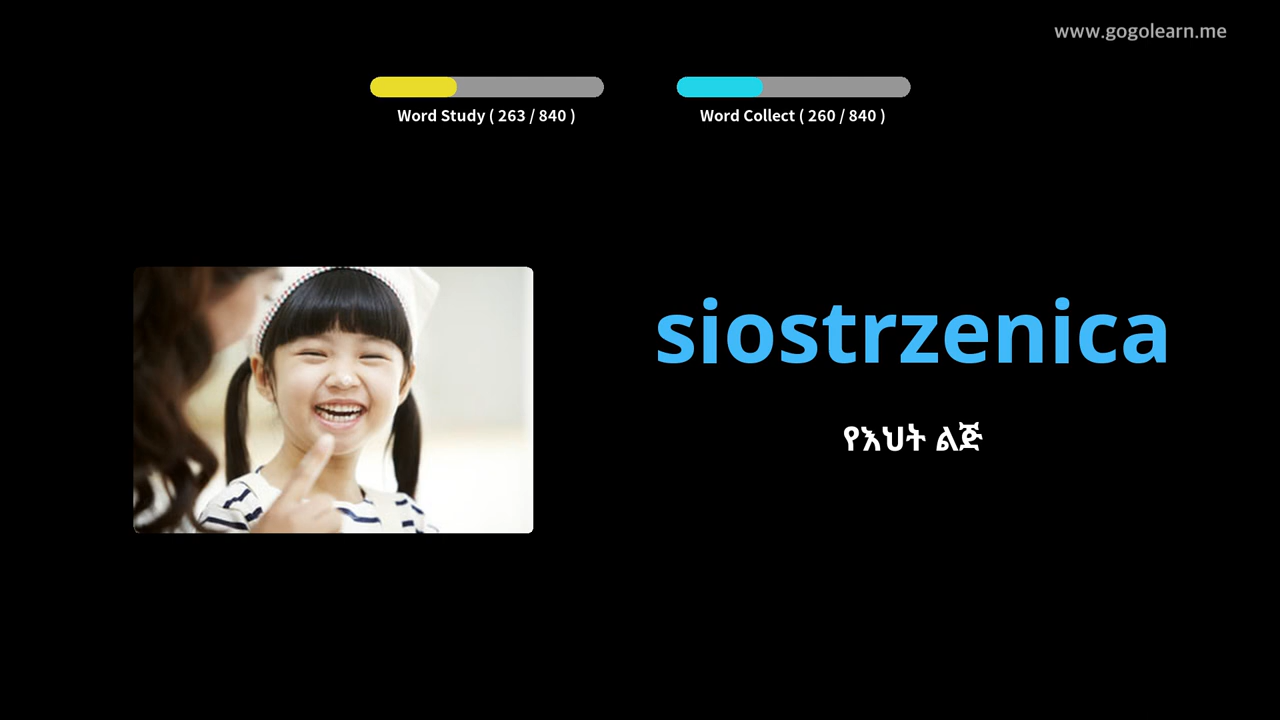 www.gogolearn.me
Word Study ( 263 / 840 )
Word Collect ( 260 / 840 )
siostrzenica
የእህት ልጅ